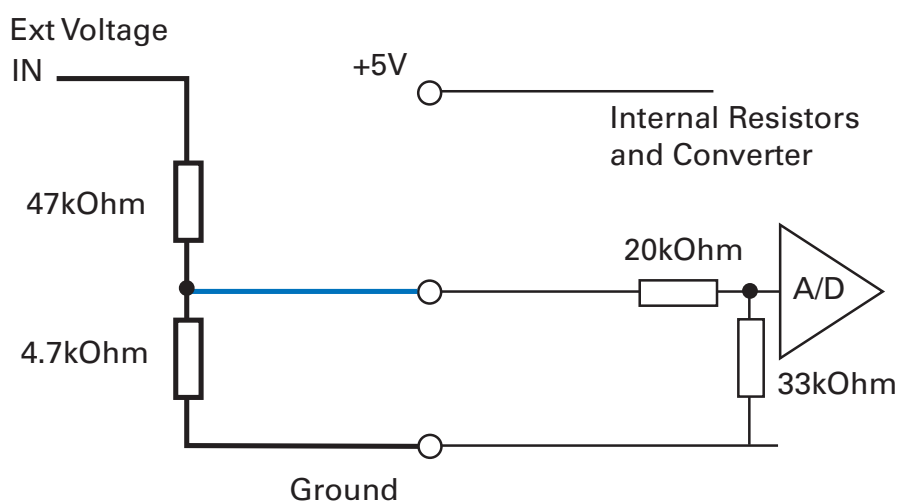 Ext Voltage
IN
+5V
Internal Resistors
and Converter
47kOhm
20kOhm
A/D
4.7kOhm
33kOhm
Ground